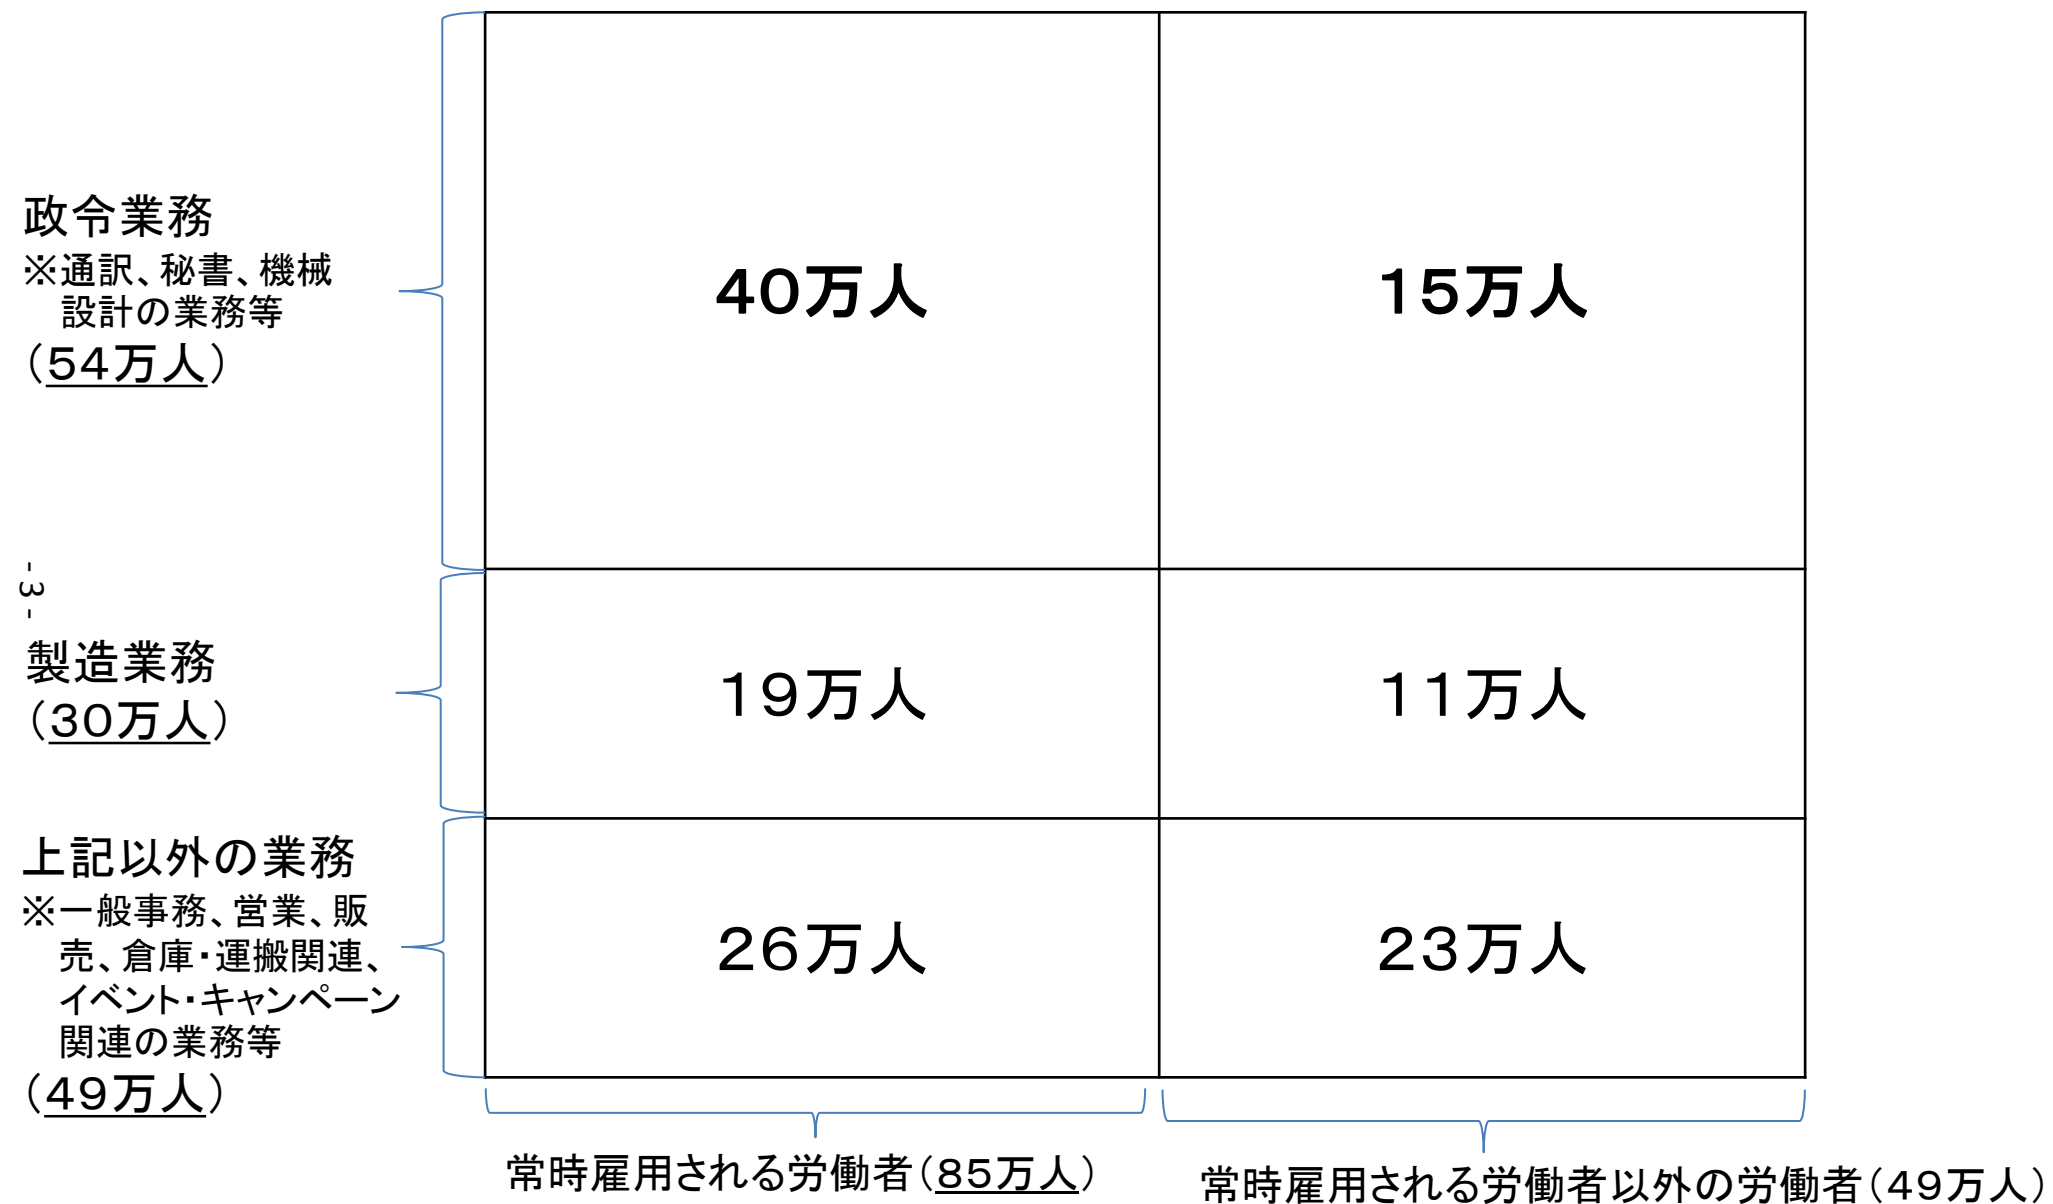 政令業務
※通訳、秘書、機械
設計の業務等
（54万人）
40万人
15万人
-3-
製造業務
（30万人）
19万人
11万人
上記以外の業務
※一般事務、営業、販
売、倉庫・運搬関連、
イベント・キャンペーン
関連の業務等
（49万人）
26万人
23万人
常時雇用される労働者（85万人）
常時雇用される労働者以外の労働者（49万人）